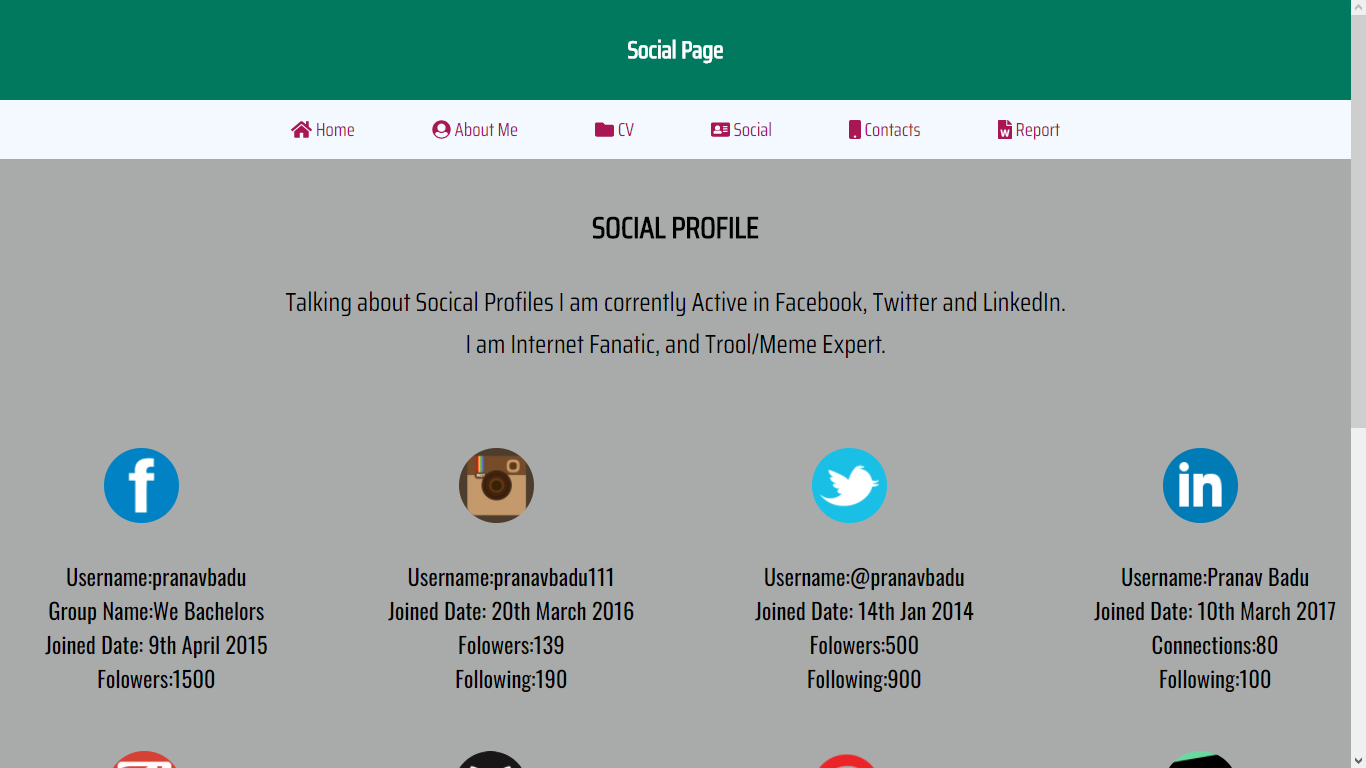 Social Page
Home About Me CV Social Contacts Report
SOCIAL PROFILE
Talking about Socical Profiles I am corrently Active in Facebook, Twitter and LinkedIn.
I am Internet Fanatic, and Trool/Meme Expert.
Username:pranavbadu
Group Name:We Bachelors
Joined Date: 9th April 2015
Folowers:1500
Username:pranavbadu111
Joined Date: 20th March 2016
Folowers:139
Following:190
Username:@pranavbadu
Joined Date: 14th Jan 2014
Folowers:500
Following:900
Username:Pranav Badu
Joined Date: 10th March 2017
Connections:80
Following:100